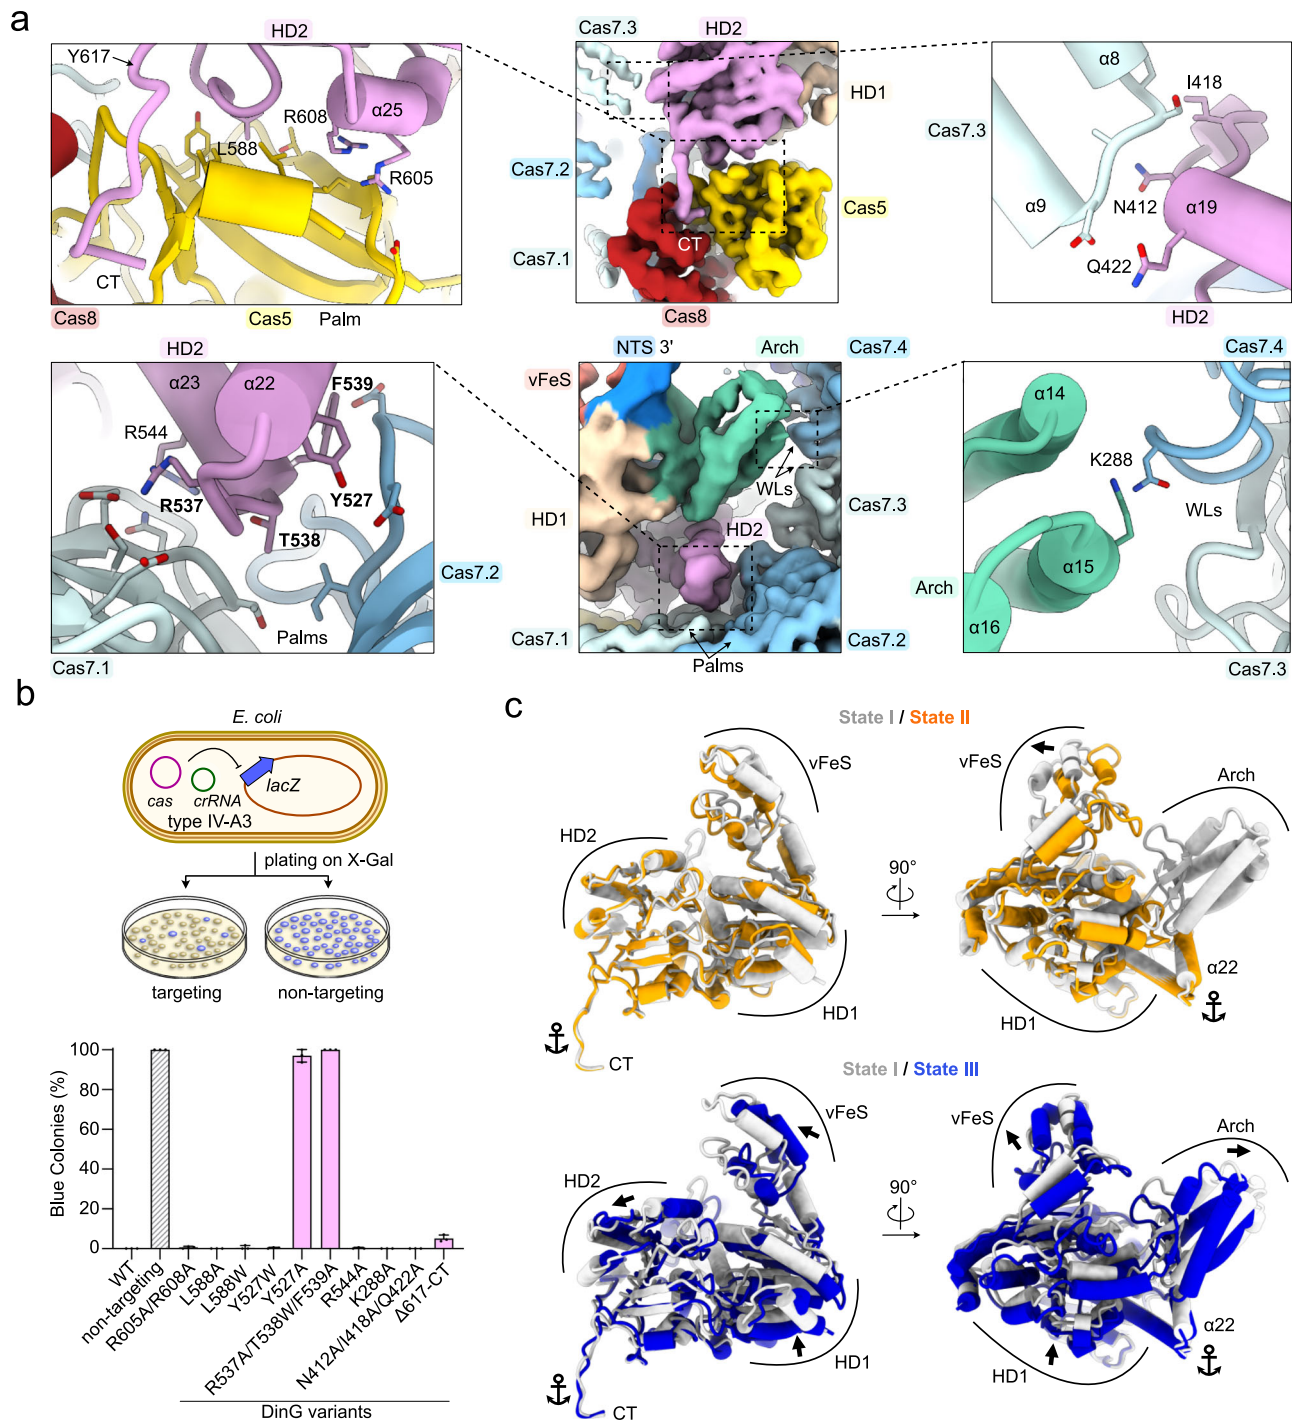 a
HD2
Y617
α25
R608
L588
R605
CT
Cas8
Cas5
Palm
Cas7.3
HD2
HD1
Cas7.2
Cas5
CT
Cas7.1
Cas8
α8
I418
Cas7.3
N412
α9
α19
Q422
HD2
HD2
α23
α22
F539
R544
R537
Y527
T538
Cas7.2
Palms
Cas7.1
NTS 3'
Arch
Cas7.4
vFeS
WLs
Cas7.3
HD1
HD2
Cas7.1
Cas7.2
Palms
Cas7.4
α14
K288
WLs
α15
Arch
α16
Cas7.3
b
E. coli
cas
crRNA
lacZ
type IV-A3
plating on X-Gal
targeting
non-targeting
Blue Colonies (%)
100
80
60
40
20
0
WT
non-targeting
R605A/R608A
L588A
L588W
Y527W
Y527A
R537A/T538W/F539A
R544A
K288A
N412A/I418A/Q422A
Δ617-CT
DinG variants
c
State I / State II
vFeS
HD2
HD1
CT
90°
vFeS
Arch
α22
HD1
State I / State III
vFeS
HD2
HD1
CT
90°
vFeS
Arch
α22
HD1